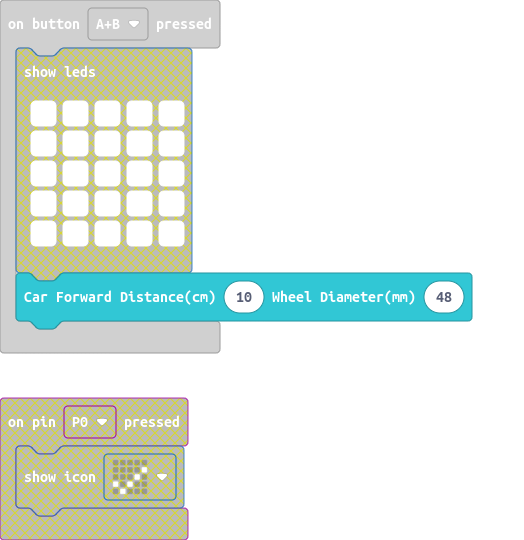 on button A+B pressed
show leds
Car Forward Distance(cm) 10 Wheel Diameter(mm) 48
on pin P0 pressed
show icon